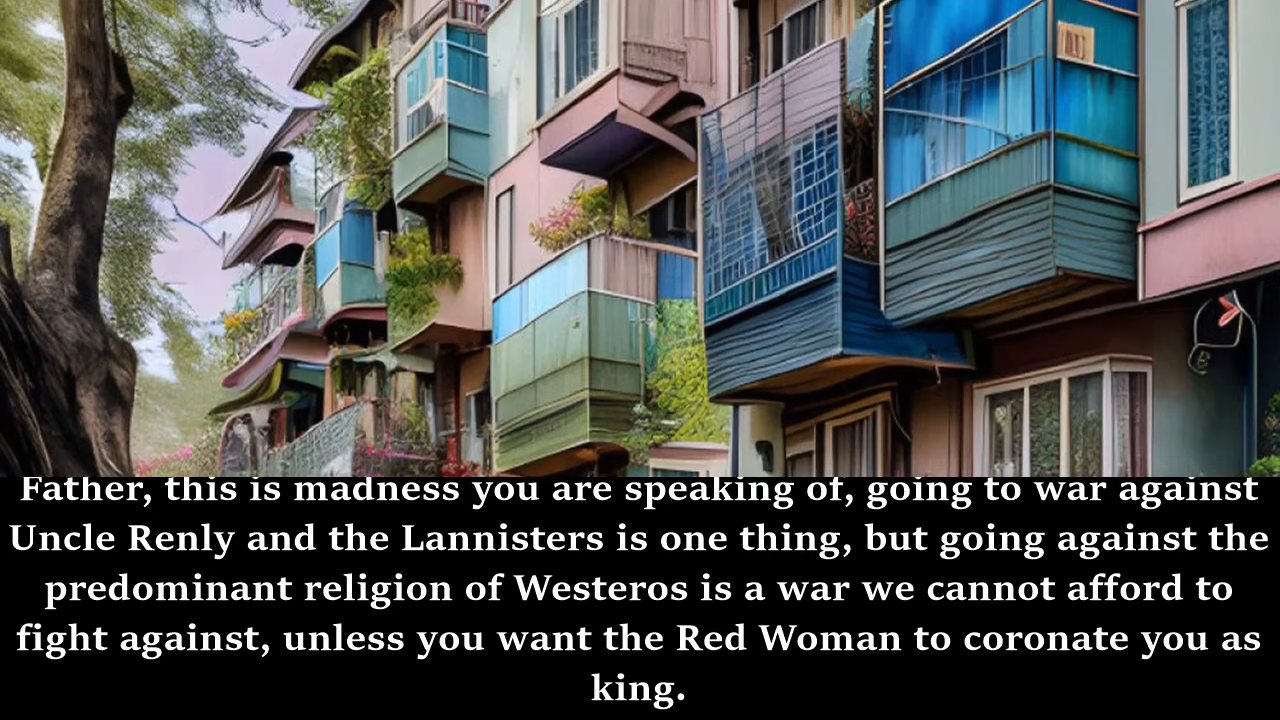 Father, this is madness you are speaking of, going to war against
Uncle Renly and the Lannisters is one thing, but going against the
predominant religion of Westeros is a war we cannot afford to
fight against, unless you want the Red Woman to coronate you as
king.